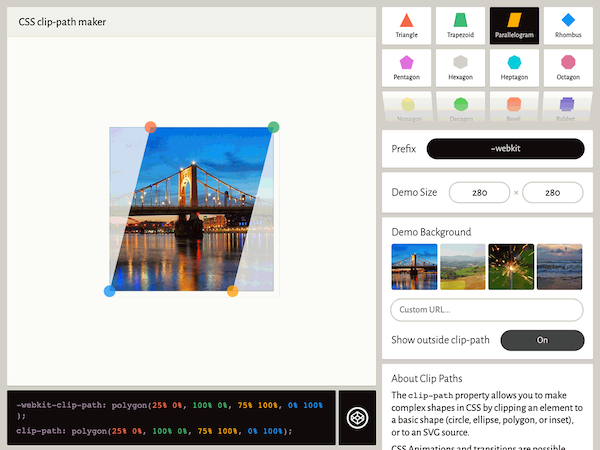 CSS clip-path maker
Triangle
Trapezoid
Parallelogram
Rhombus
Pentagon
Hexagon
Heptagon
Octagon
Nonagon
Decagon
Bevel
Rabbet
Prefix
-webkit
Demo Size
280
×
280
Demo Background
Custom URL...
Show outside clip-path
On
-webkit-clip-path: polygon(25% 0%, 100% 0%, 75% 100%, 0% 100%
);
clip-path: polygon(25% 0%, 100% 0%, 75% 100%, 0% 100%);
About Clip Paths
The clip-path property allows you to make
complex shapes in CSS by clipping an element to
a basic shape (circle, ellipse, polygon, or inset),
or to an SVG source.
CSS Animations and transitions are possible